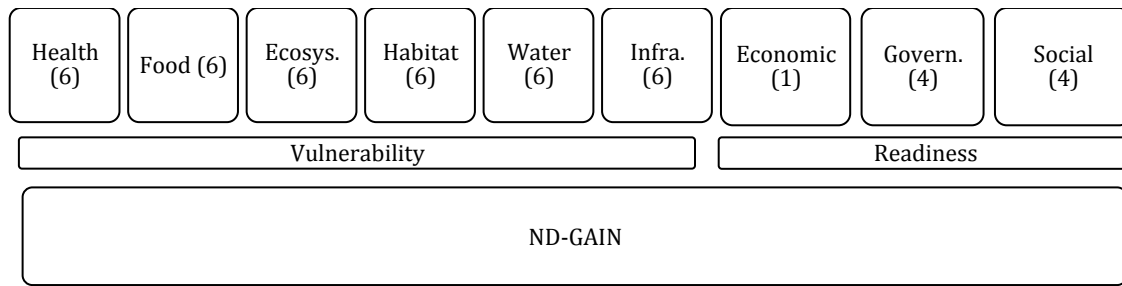 Health
(6)
Food (6)
Ecosys.
(6)
Habitat
(6)
Water
(6)
Infra.
(6)
Economic
(1)
Govern.
(4)
Social
(4)
Vulnerability
Readiness
ND-GAIN